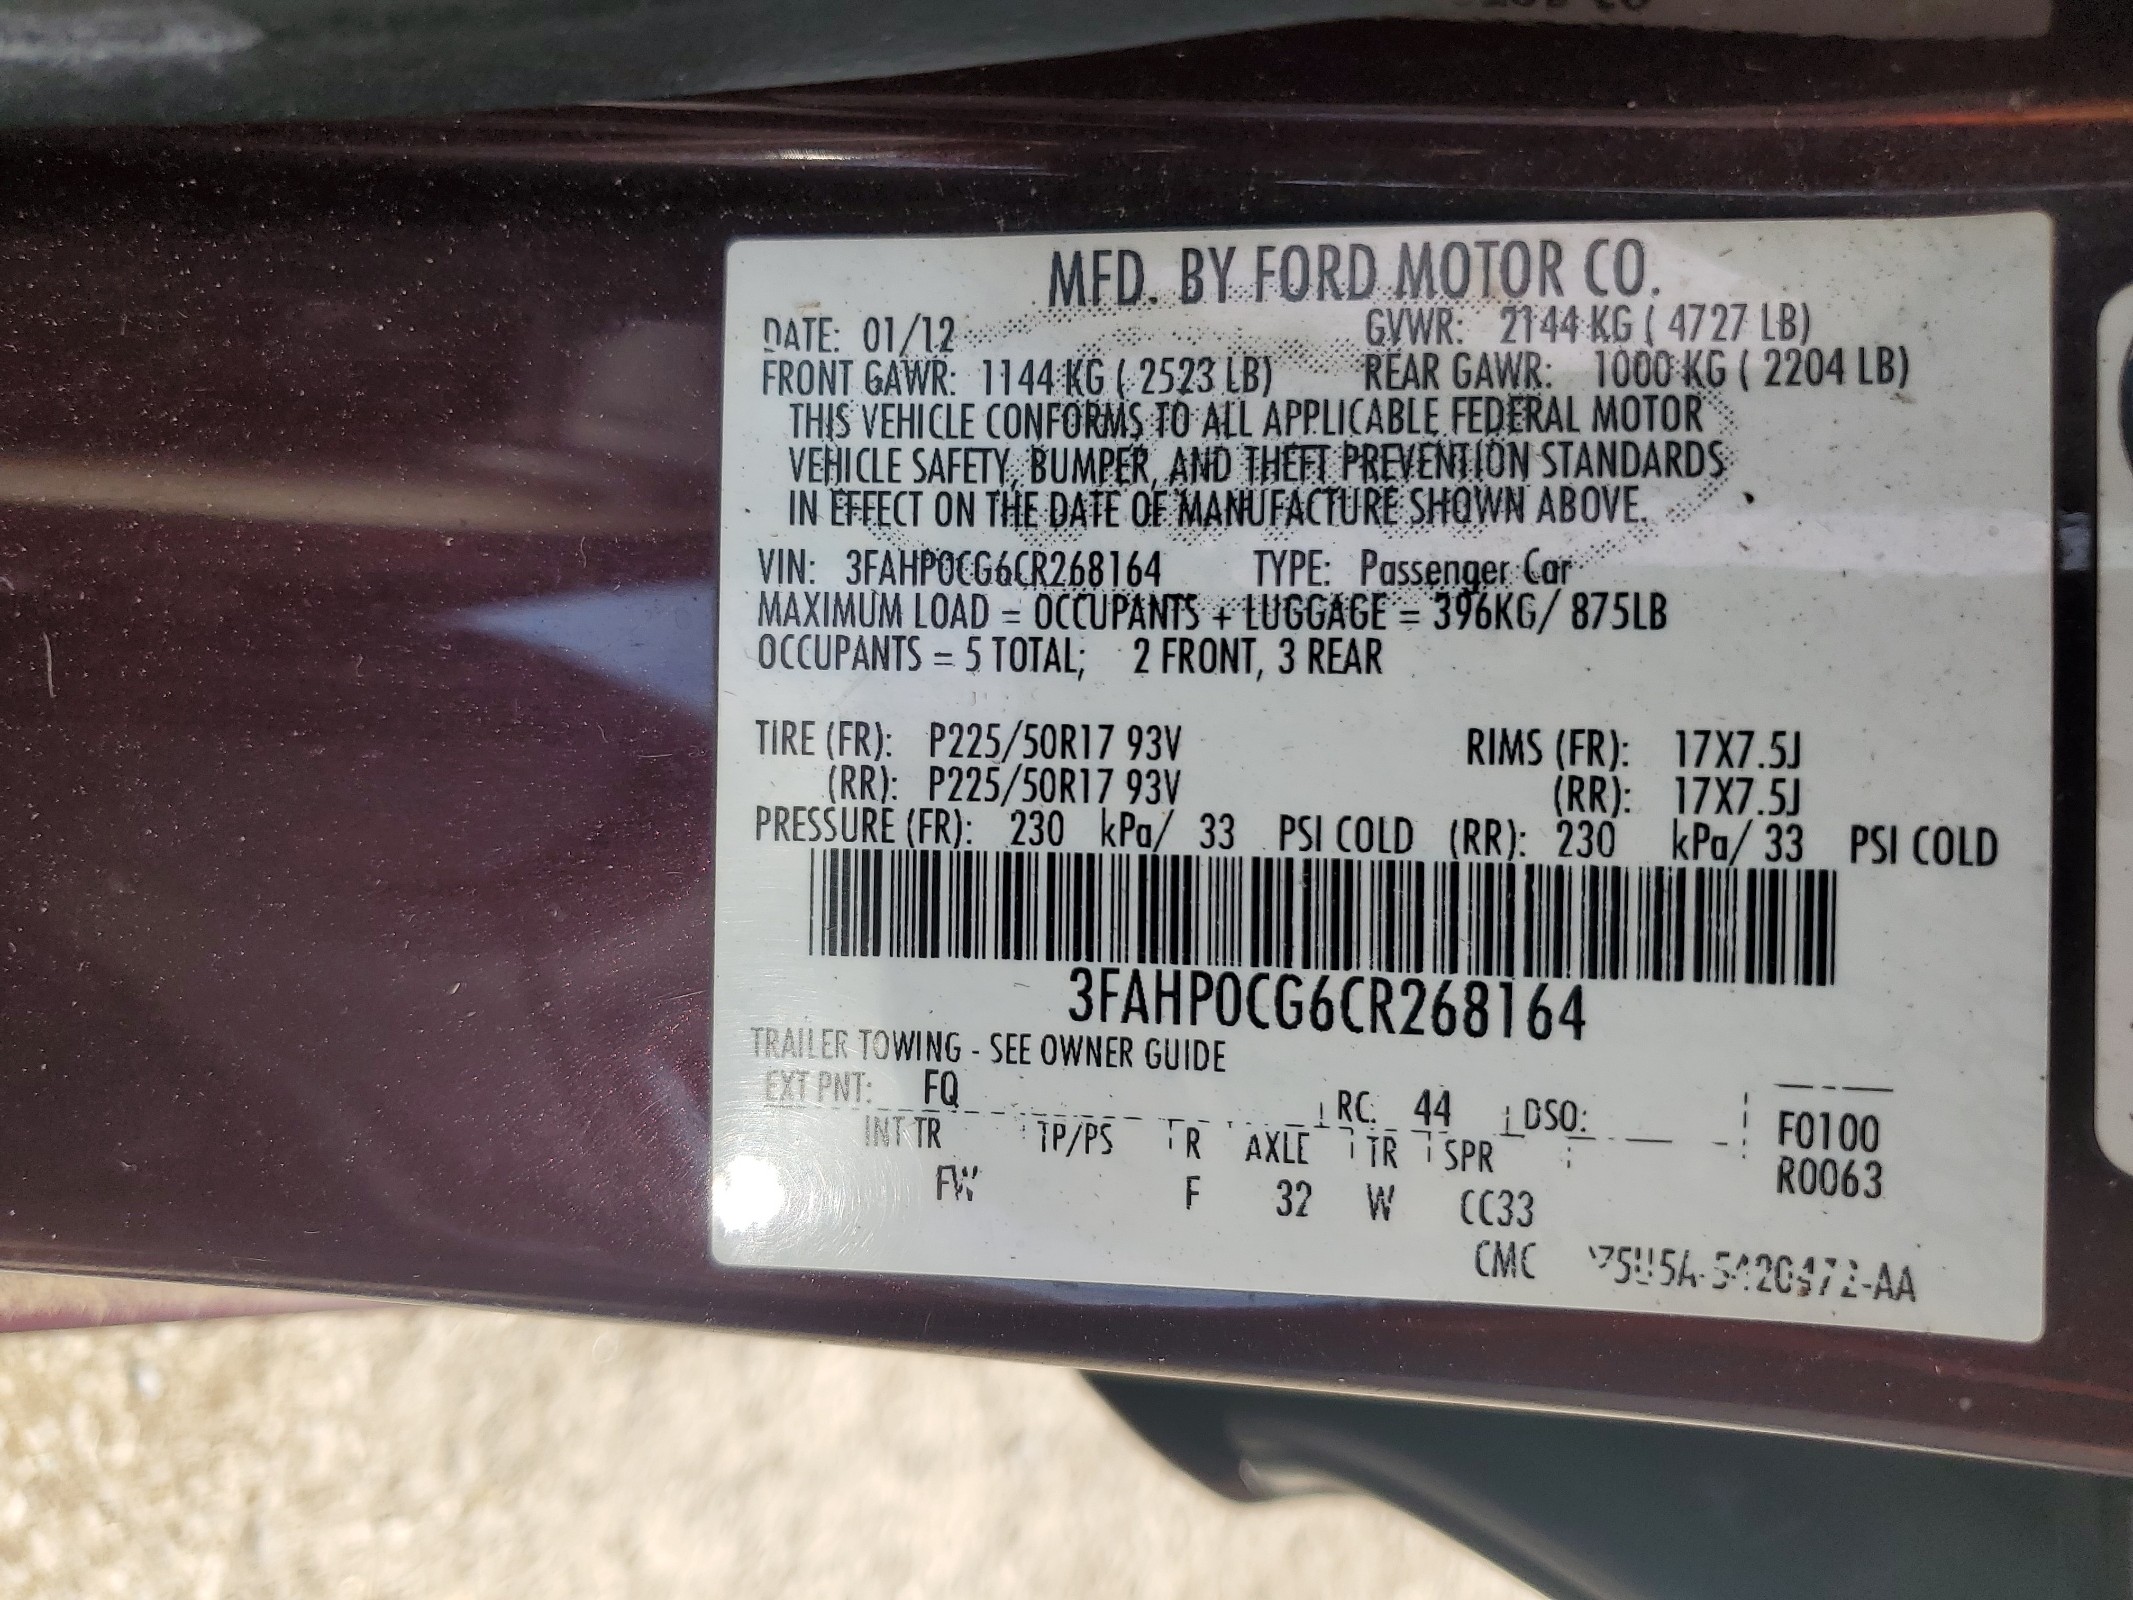 MFD. BY FORD MOTOR CO.
DATE: 01/12 GVWR: 2144 KG ( 4727 LB)
FRONT GAWR: 1144 KG ( 2523 LB) REAR GAWR: 1000 KG ( 2204 LB)
THIS VEHICLE CONFORMS TO ALL APPLICABLE FEDERAL MOTOR
VEHICLE SAFETY, BUMPER, AND THEFT PREVENTION STANDARDS
IN EFFECT ON THE DATE OF MANUFACTURE SHOWN ABOVE.
VIN: 3FAHP0CG6CR268164 TYPE: Passenger Car
MAXIMUM LOAD = OCCUPANTS + LUGGAGE = 396KG/ 875LB
OCCUPANTS = 5 TOTAL; 2 FRONT, 3 REAR
TIRE (FR): P225/50R17 93V RIMS (FR): 17X7.5J
(RR): P225/50R17 93V (RR): 17X7.5J
PRESSURE (FR): 230 kPa/ 33 PSI COLD (RR): 230 kPa/ 33 PSI COLD
3FAHP0CG6CR268164
TRAILER TOWING - SEE OWNER GUIDE
EXT PNT: FQ RC: 44 DSO: F0100
INT TR TP/PS R AXLE TR SPR R0063
FW F 32 W CC33
CMC